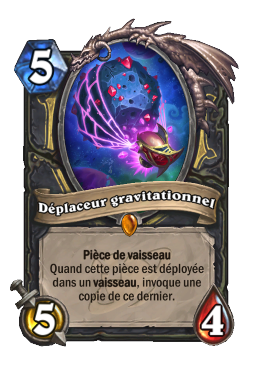 5
Déplaceur gravitationnel
Pièce de vaisseau
Quand cette pièce est déployée
dans un vaisseau, invoque une
copie de ce dernier.
5
4